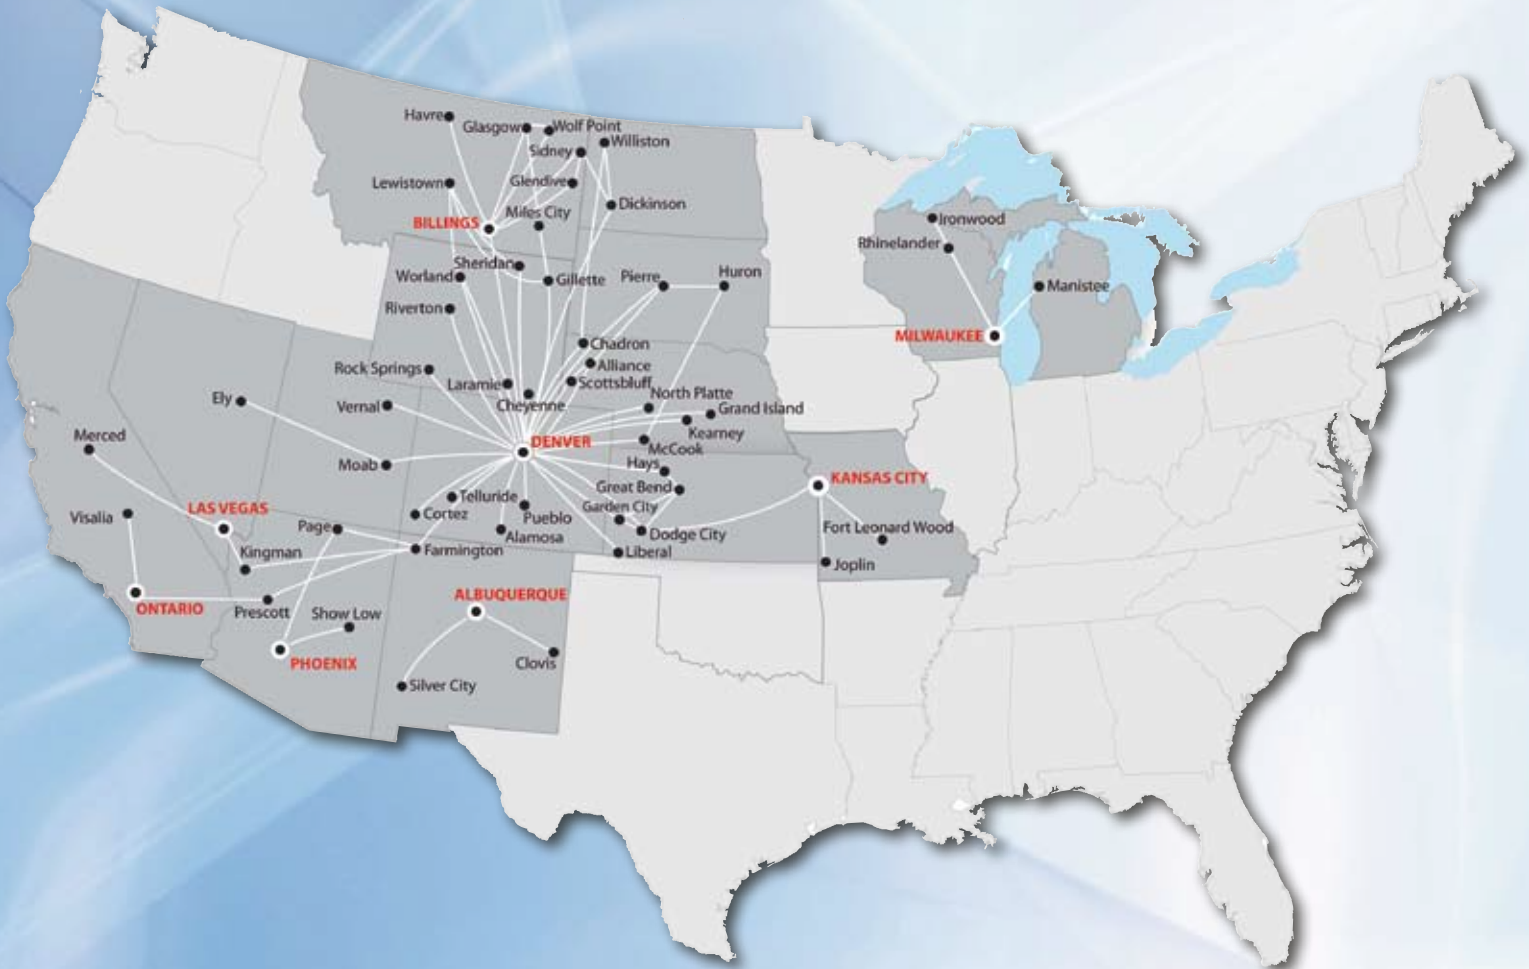 Havre
Glasgow
Wolf Point
Williston
Sidney
Lewistown
Glendive
Dickinson
Miles City
BILLINGS
Ironwood
Rhinelander
Sheridan
Worland
Gillette
Pierre
Huron
Manistee
Riverton
MILWAUKEE
Chadron
Rock Springs
Alliance
Laramie
Scottsbluff
North Platte
Ely
Vernal
Cheyenne
Grand Island
Merced
DENVER
Kearney
McCook
Moab
Hays
KANSAS CITY
Great Bend
Telluride
LAS VEGAS
Garden City
Visalia
Cortez
Pueblo
Page
Fort Leonard Wood
Alamosa
Dodge City
Kingman
Farmington
Liberal
Joplin
ALBUQUERQUE
ONTARIO
Prescott
Show Low
PHOENIX
Clovis
Silver City